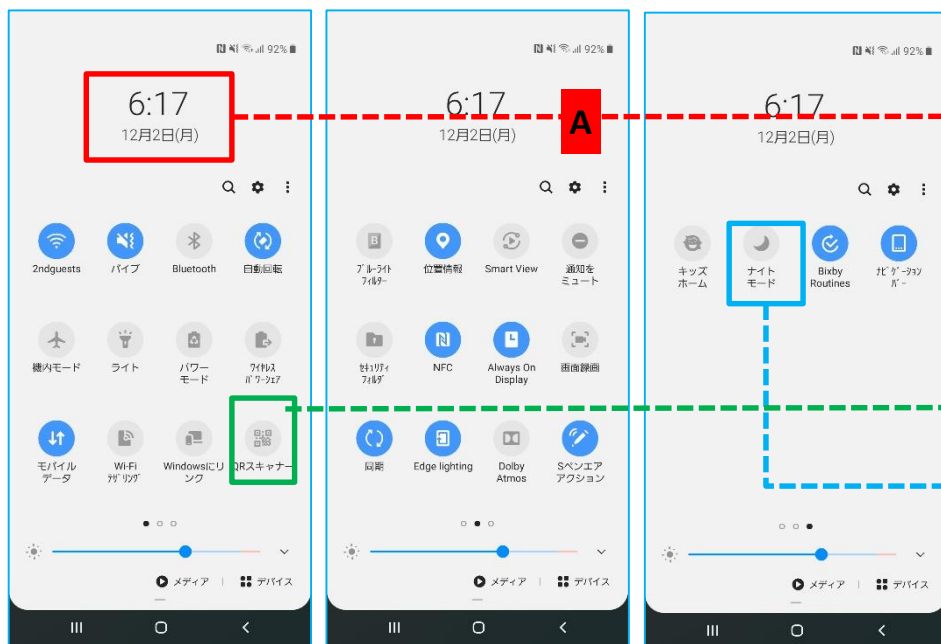 92%
6:17
12月2日(月)
2ndguests
バイブ
Bluetooth
自動回転
機内モード
ライト
パワー
モード
ﾜｲﾔﾚｽ
ﾊﾟﾜｰｼｪｱ
モバイル
データ
Wi-Fi
ﾃｻﾞﾘﾝｸﾞ
Windowsにリ
ンク
QRスキャナー
メディア
デバイス
92%
6:17
12月2日(月)
A
ﾌﾞﾙｰﾗｲﾄ
ﾌｨﾙﾀｰ
位置情報
Smart View
通知を
ミュート
ｾｷｭﾘﾃｨ
ﾌｫﾙﾀﾞ
NFC
Always On
Display
画面録画
同期
Edge lighting
Dolby
Atmos
Sペンエア
アクション
メディア
デバイス
92%
6:17
12月2日(月)
キッズ
ホーム
ナイト
モード
Bixby
Routines
ﾅﾋﾞｹﾞｰｼｮﾝ
ﾊﾞｰ
メディア
デバイス